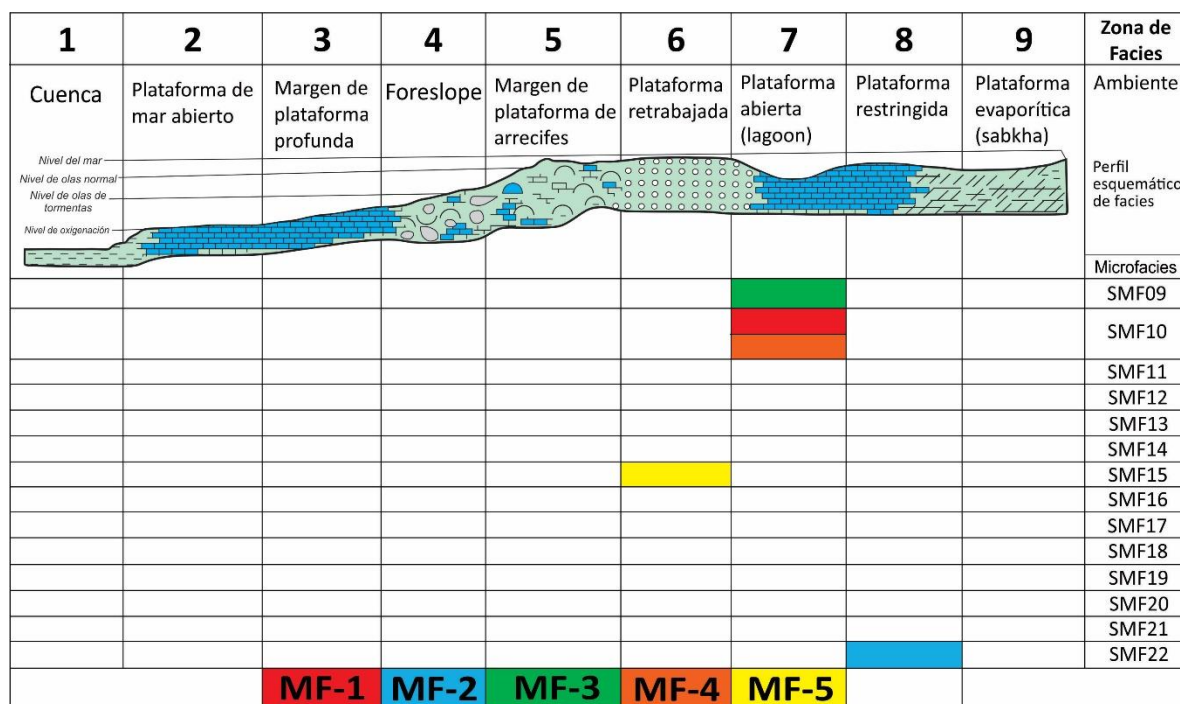 1 2 3 4 5 6 7 8 9 Zona de
Facies
Cuenca
Plataforma de
mar abierto
Margen de
plataforma
profunda
Foreslope
Margen de
plataforma de
arrecifes
Plataforma
retrabajada
Plataforma
abierta
(lagoon)
Plataforma
restringida
Plataforma
evaporítica
(sabkha)
Ambiente
Nivel del mar
Nivel de olas normal
Nivel de olas de
tormentas
Nivel de oxigenación
Perfil
esquemático
de facies
Microfacies
SMF09
SMF10
SMF11
SMF12
SMF13
SMF14
SMF15
SMF16
SMF17
SMF18
SMF19
SMF20
SMF21
SMF22
MF-1 MF-2 MF-3 MF-4 MF-5